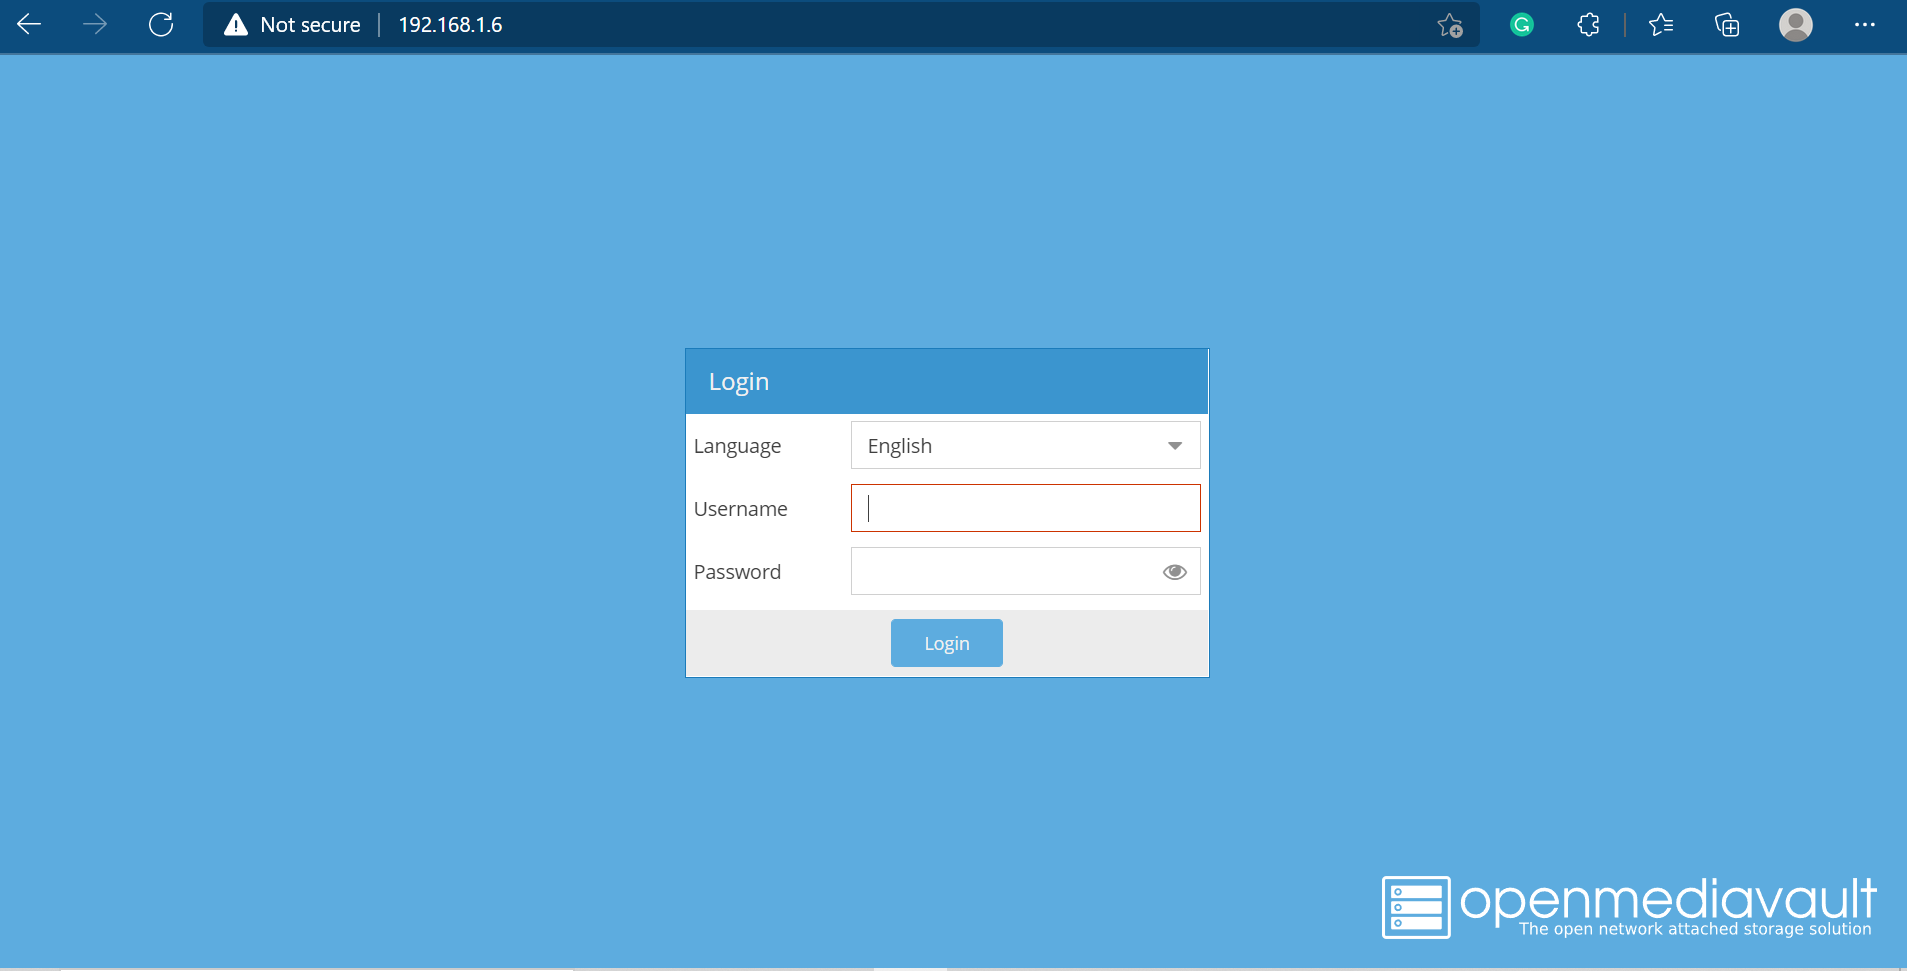 Not secure 192.168.1.6
Login
Language English
Username
Password
Login
openmediavault
The open network attached storage solution